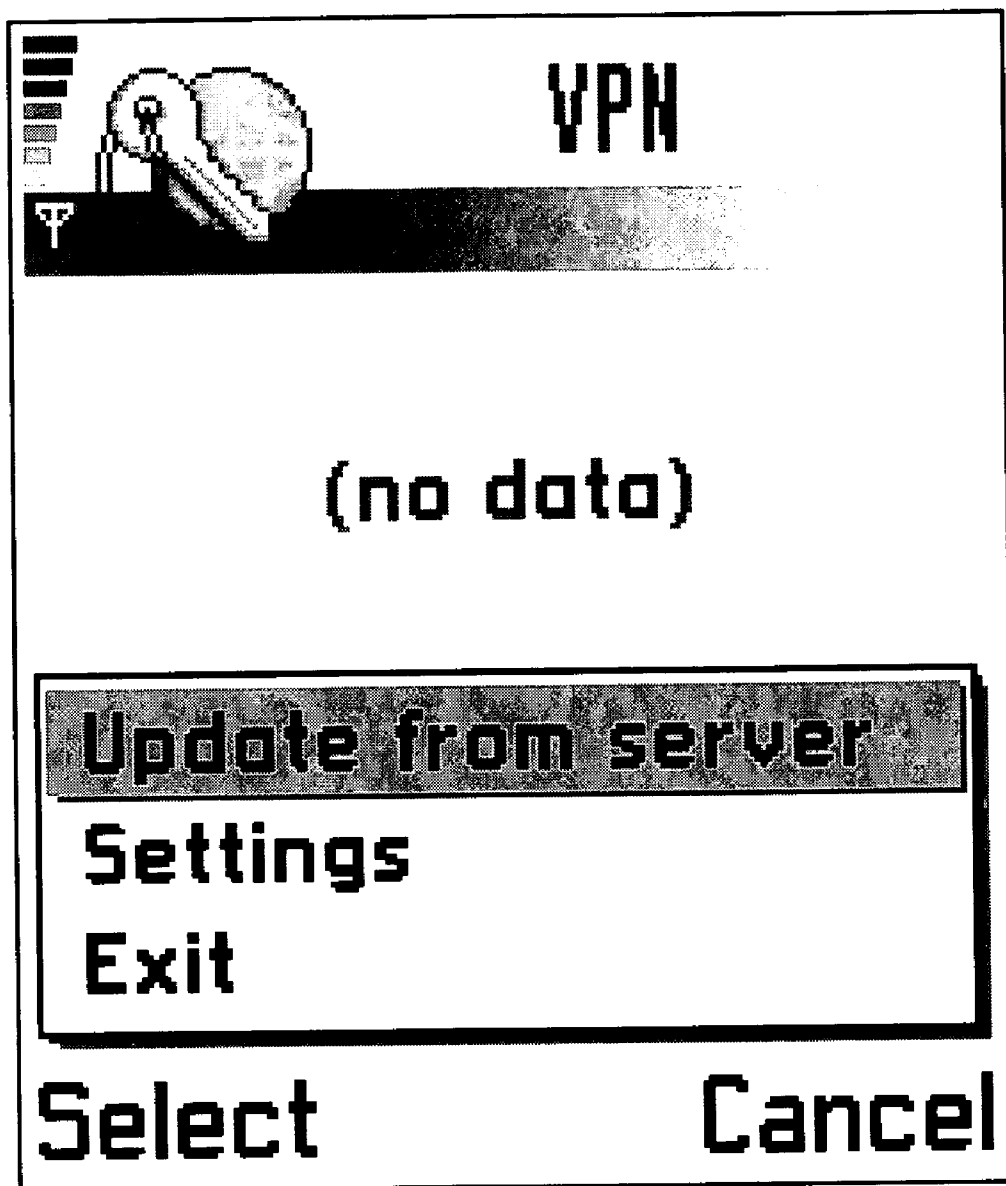 VPN
(no data)
Update from server
Settings
Exit
Select Cancel